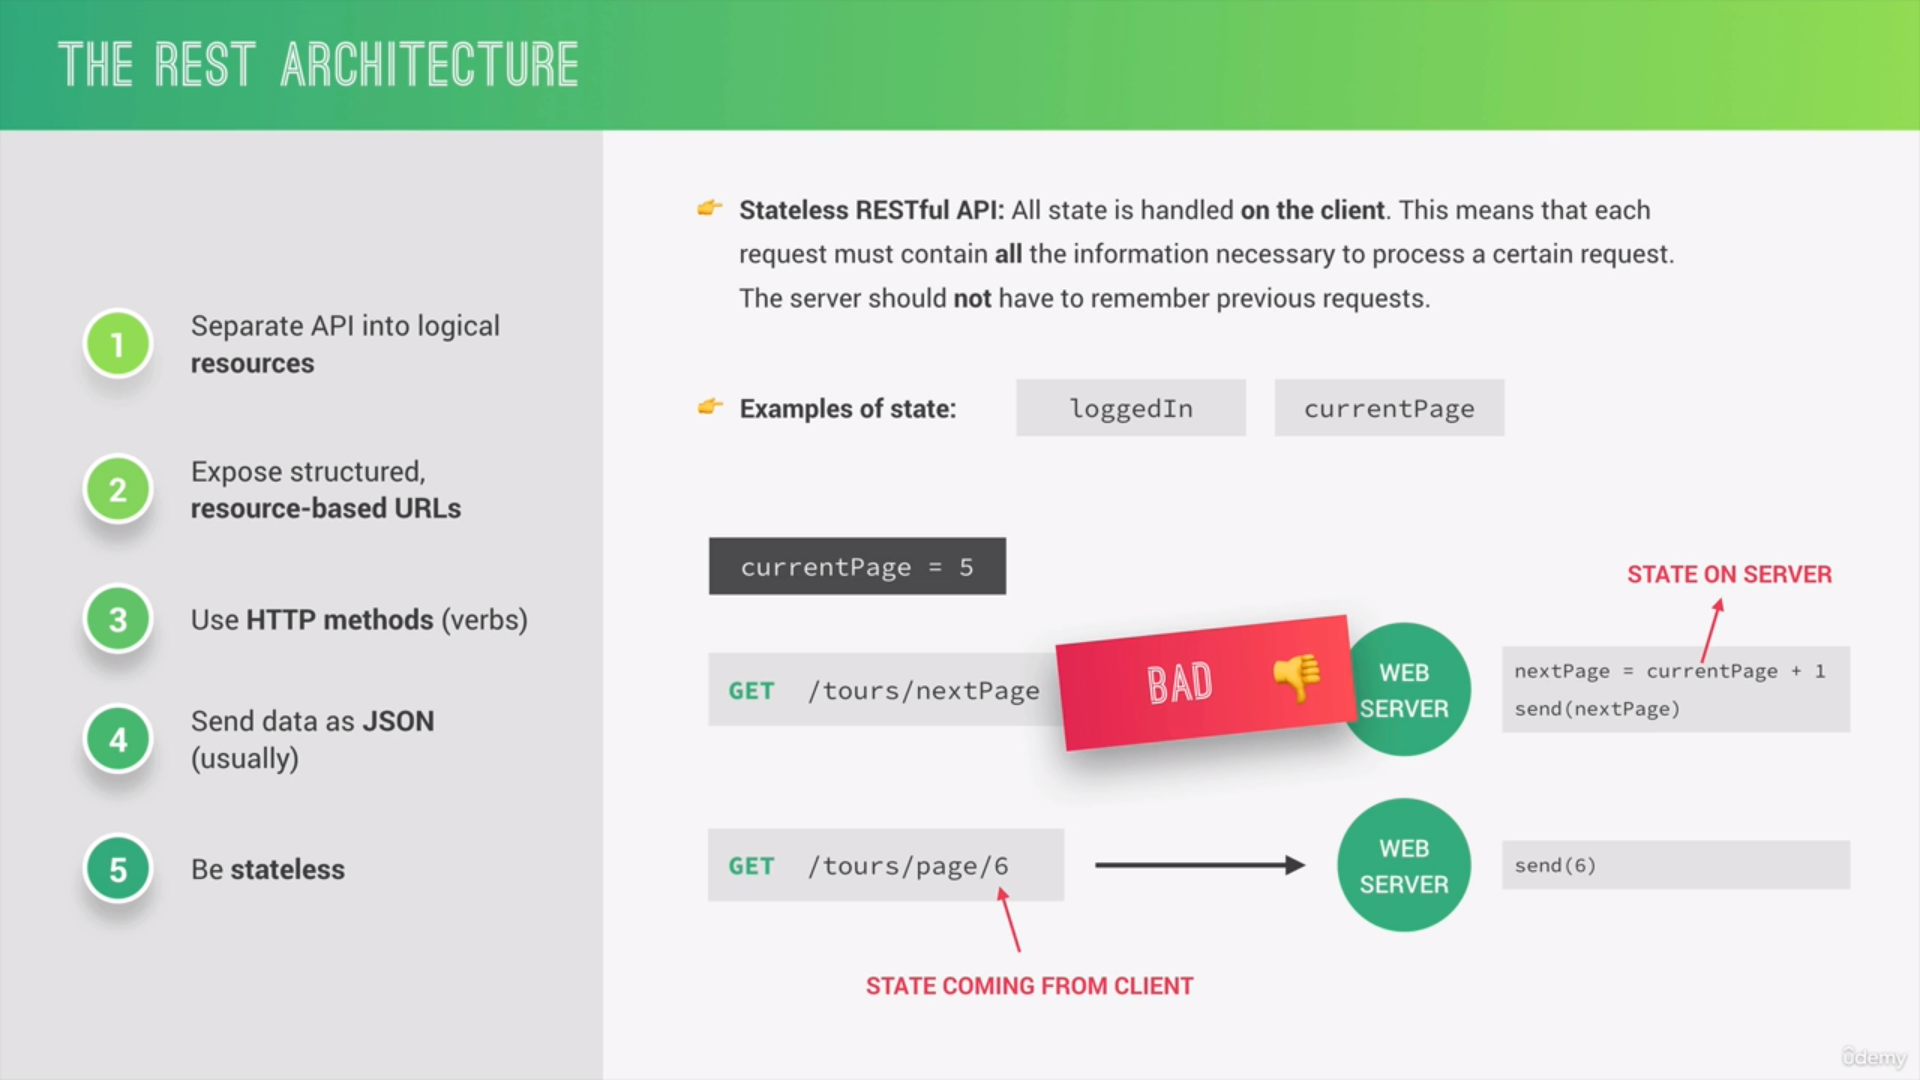 THE REST ARCHITECTURE
1
Separate API into logical
resources
2
Expose structured,
resource-based URLs
3
Use HTTP methods (verbs)
4
Send data as JSON
(usually)
5
Be stateless
Stateless RESTful API: All state is handled on the client. This means that each
request must contain all the information necessary to process a certain request.
The server should not have to remember previous requests.
Examples of state:
loggedIn
currentPage
currentPage = 5
STATE ON SERVER
GET /tours/nextPage
BAD
WEB
SERVER
nextPage = currentPage + 1
send(nextPage)
GET /tours/page/6
WEB
SERVER
send(6)
STATE COMING FROM CLIENT
ûdemy